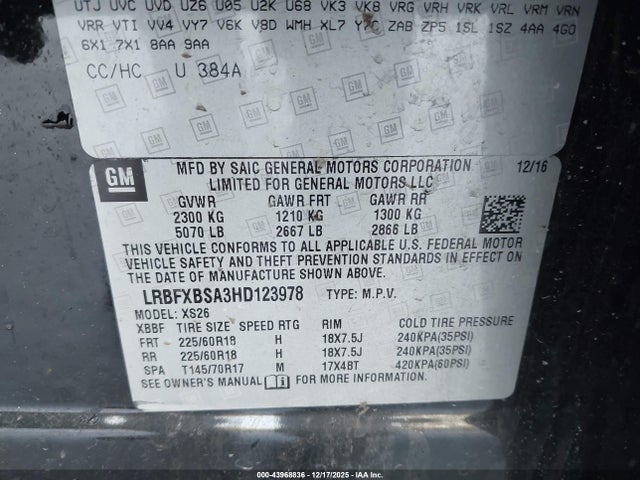 UTJ UVC UVD UZ6 U05 U2K U68 VK3 VK8 VRG VRH VRK VRL VRM VRN
VRR VTI VV4 VY7 V6K V8D WMH XL7 Y7C ZAB ZP5 1SL 1SZ 4AA 4G0
6X1 7X1 8AA 9AA
CC/HC U 384A
GM
MFD BY SAIC GENERAL MOTORS CORPORATION 12/16
LIMITED FOR GENERAL MOTORS LLC
GVWR GAWR FRT GAWR RR
2300 KG 1210 KG 1300 KG
5070 LB 2667 LB 2866 LB
THIS VEHICLE CONFORMS TO ALL APPLICABLE U.S. FEDERAL MOTOR
VEHICLE SAFETY AND THEFT PREVENTION STANDARDS IN EFFECT
ON THE DATE OF MANUFACTURE SHOWN ABOVE.
LRBFXBSA3HD123978 TYPE: M.P.V.
MODEL: XS26
XBBF TIRE SIZE SPEED RTG RIM COLD TIRE PRESSURE
FRT 225/60R18 H 18X7.5J 240KPA(35PSI)
RR 225/60R18 H 18X7.5J 240KPA(35PSI)
SPA T145/70R17 M 17X4BT 420KPA(60PSI)
SEE OWNER'S MANUAL FOR MORE INFORMATION.
000-43968836 - 12/17/2025 - IAA, Inc.